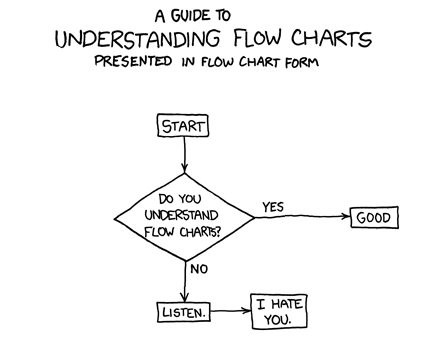 A GUIDE TO
UNDERSTANDING FLOW CHARTS
PRESENTED IN FLOW CHART FORM
START
DO YOU
UNDERSTAND
FLOW CHARTS?
YES
GOOD
NO
LISTEN.
I HATE
YOU.